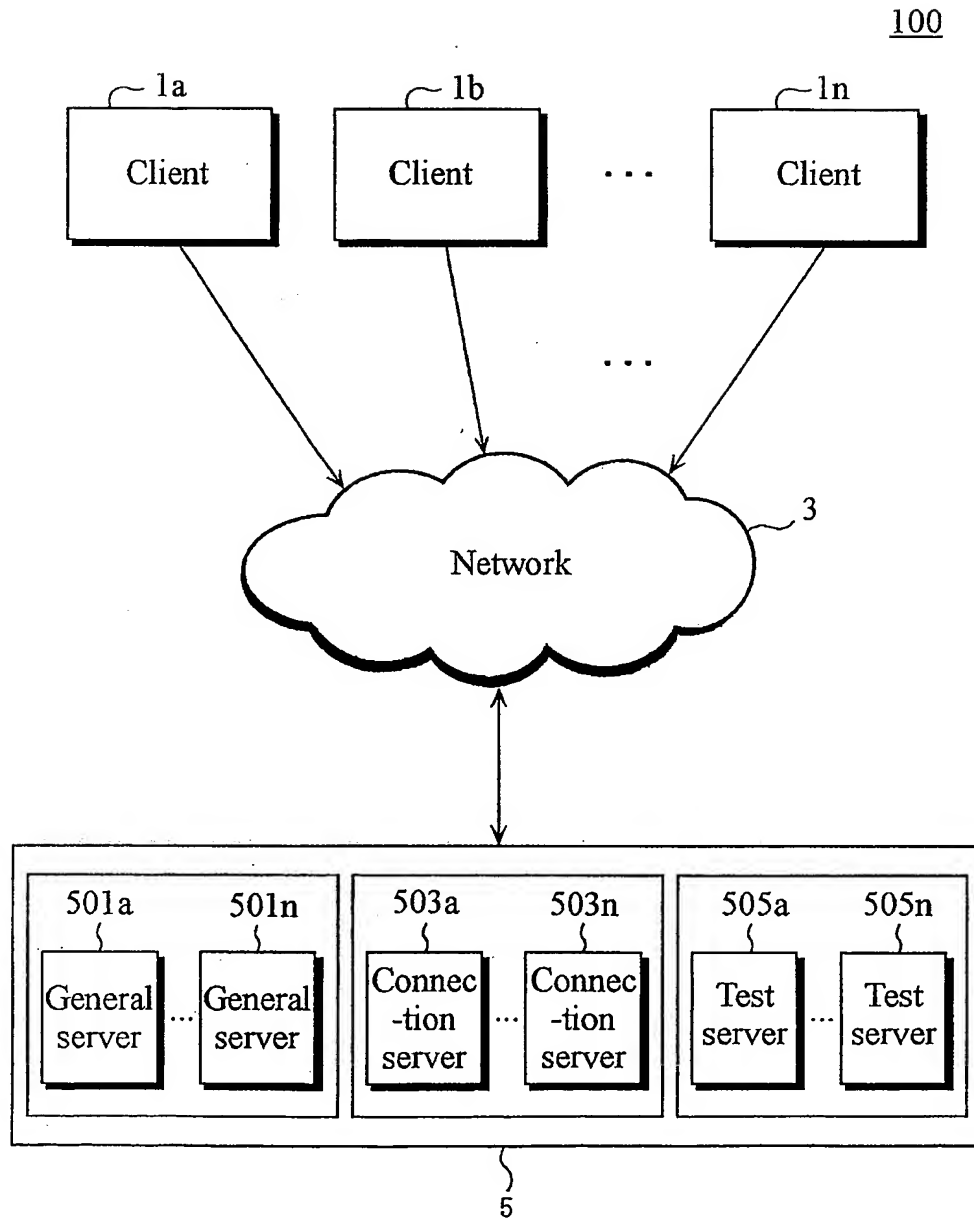 100
1a
1b
1n
Client
Client
...
Client
...
3
Network
501a
501n
503a
503n
505a
505n
General
server
...
General
server
Connec
-tion
server
...
Connec
-tion
server
Test
server
...
Test
server
5